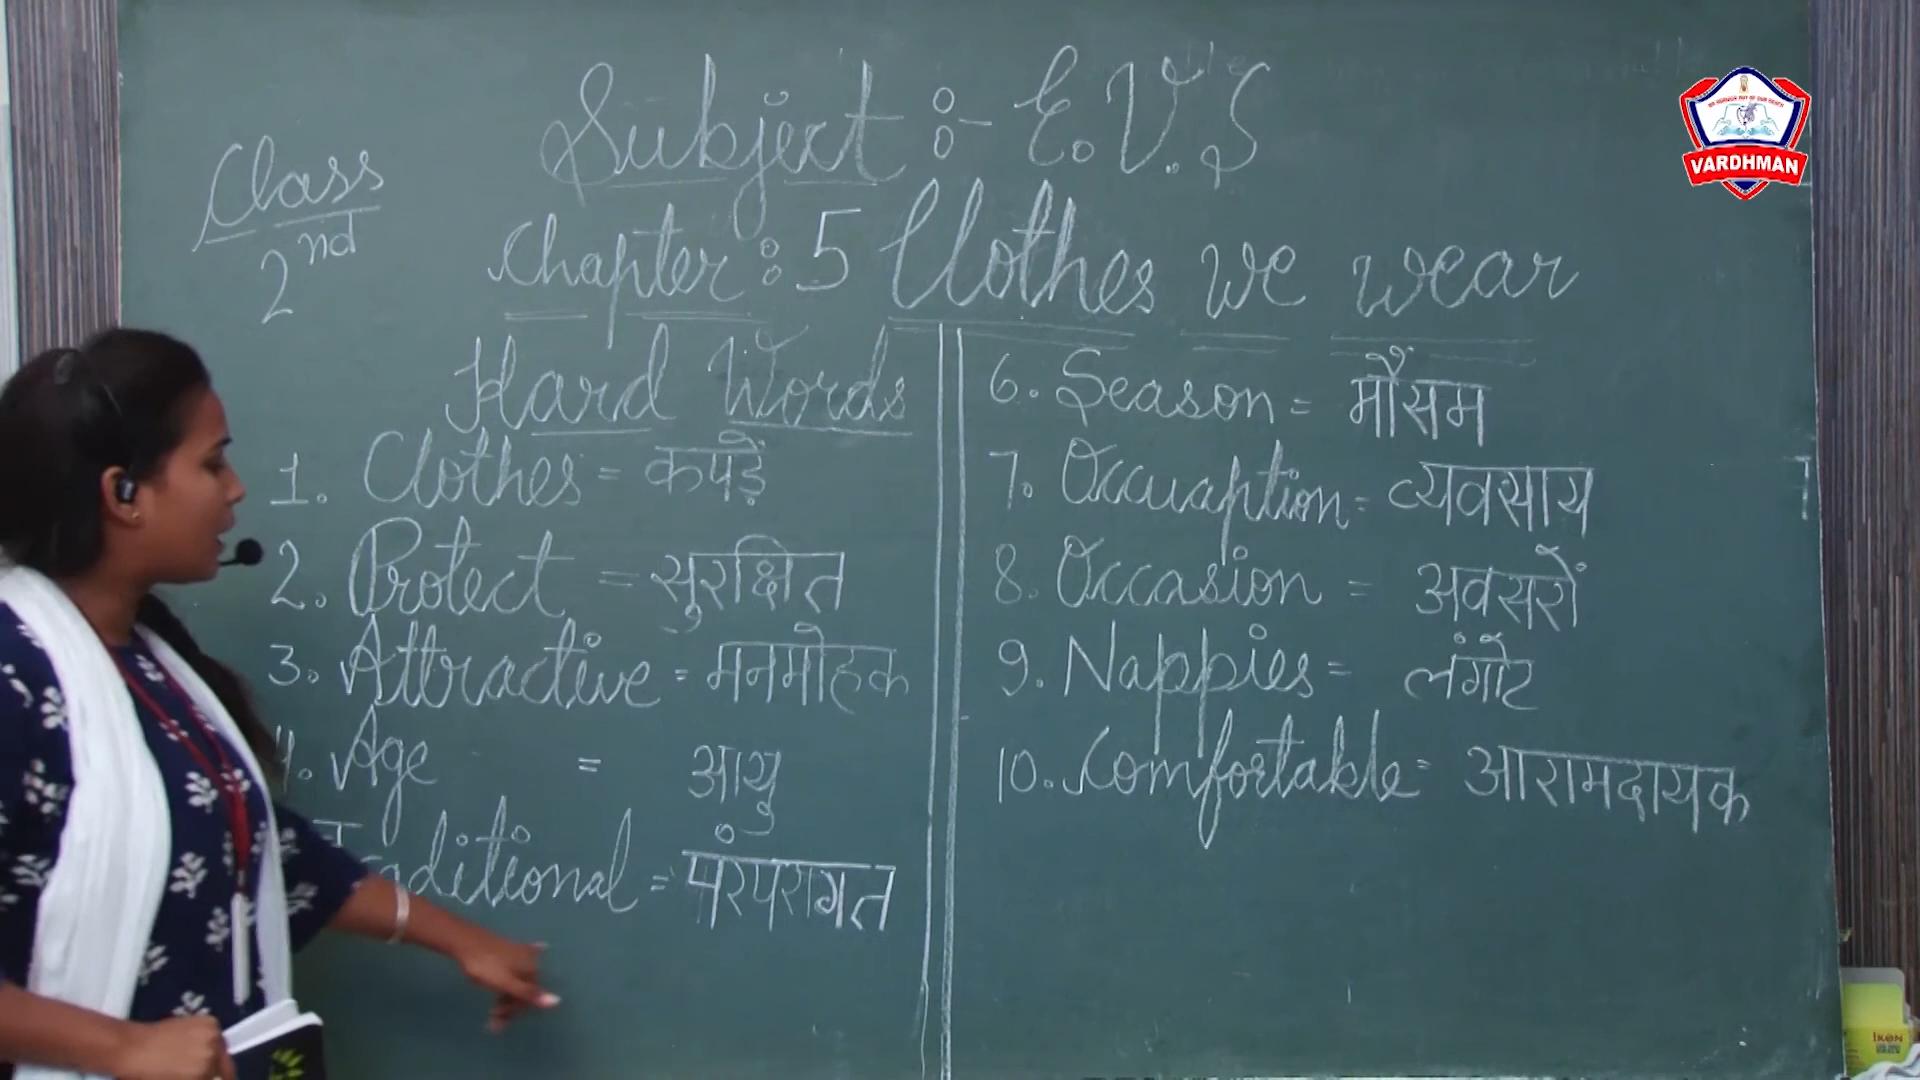 Subject :- E.V.S
Class
2nd
Chapter : 5 Clothes we wear
Hard Words
1. Clothes = कपड़ें
2. Protect = सुरक्षित
3. Attractive = मनमोहक
4. Age = आयु
Traditional = परंपरागत
6. Season = मौसम
7. Occuaption = व्यवसाय
8. Occasion = अवसरों
9. Nappies = लंगोट
10. Comfortable = आरामदायक
VARDHMAN
ikon